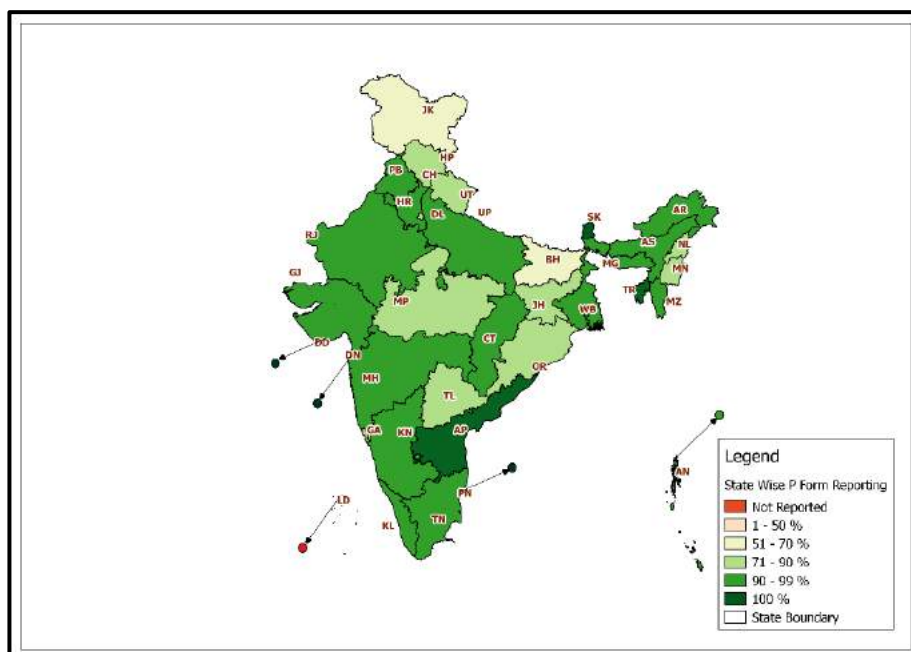 JK
HP
PB
CH
UT
HR
DL
UP
RJ
SK
AR
AS
NL
BH
MG
GJ
MN
MP
JH
TR
MZ
WB
CT
DD
DN
OR
MH
TL
GA
KN
AP
AN
PN
LD
KL
TN
Legend
State Wise P Form Reporting
Not Reported
1 - 50 %
51 - 70 %
71 - 90 %
90 - 99 %
100 %
State Boundary